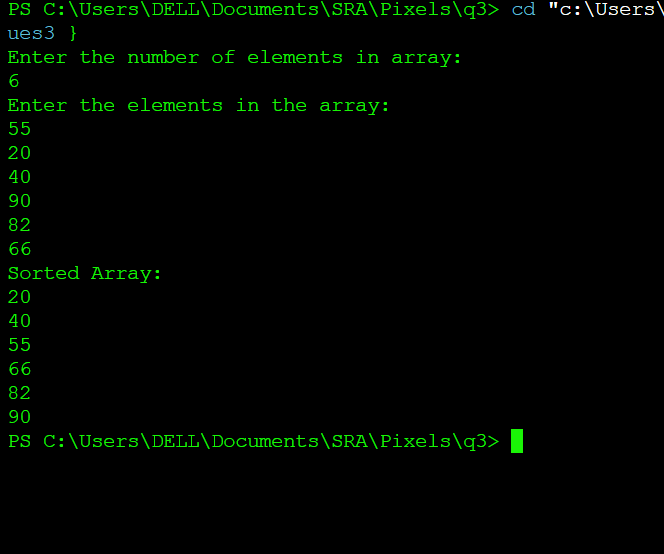 PS C:\Users\DELL\Documents\SRA\Pixels\q3> cd "c:\Users\
ues3 }
Enter the number of elements in array:
6
Enter the elements in the array:
55
20
40
90
82
66
Sorted Array:
20
40
55
66
82
90
PS C:\Users\DELL\Documents\SRA\Pixels\q3>